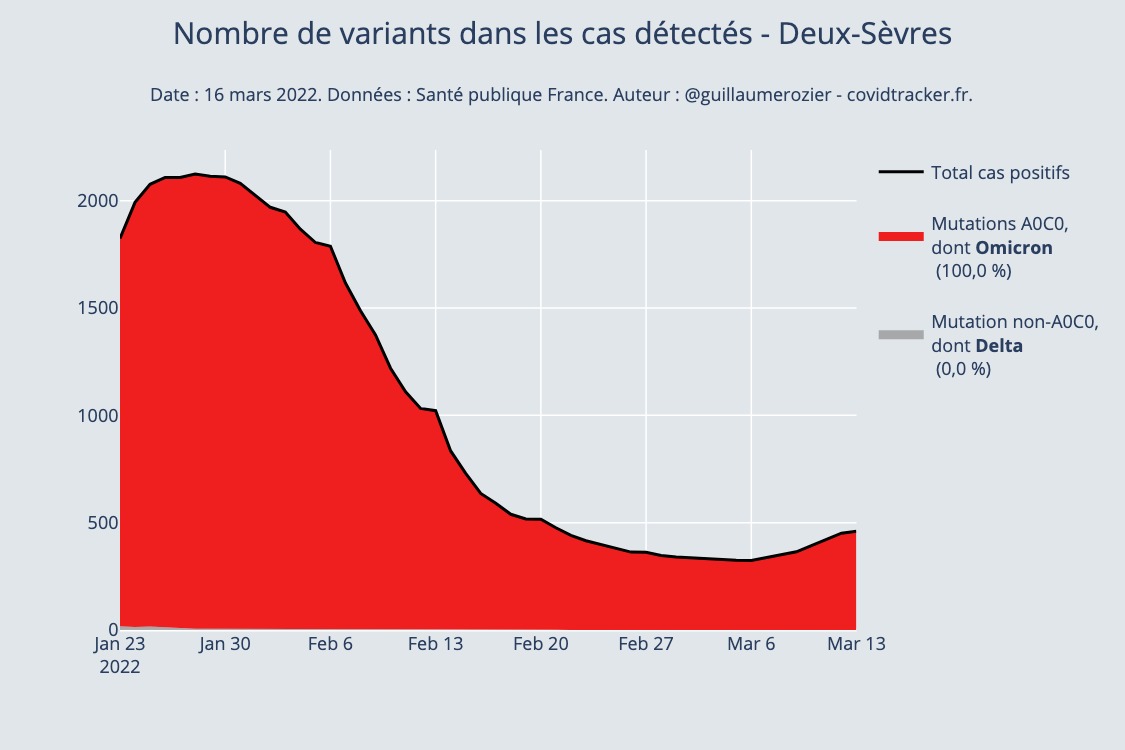 Nombre de variants dans les cas détectés - Deux-Sèvres
Date : 16 mars 2022. Données : Santé publique France. Auteur : @guillaumerozier - covidtracker.fr.
Total cas positifs
Mutations A0C0,
dont Omicron
(100,0 %)
Mutation non-A0C0,
dont Delta
(0,0 %)
2000
1500
1000
500
0
Jan 23
2022
Jan 30
Feb 6
Feb 13
Feb 20
Feb 27
Mar 6
Mar 13